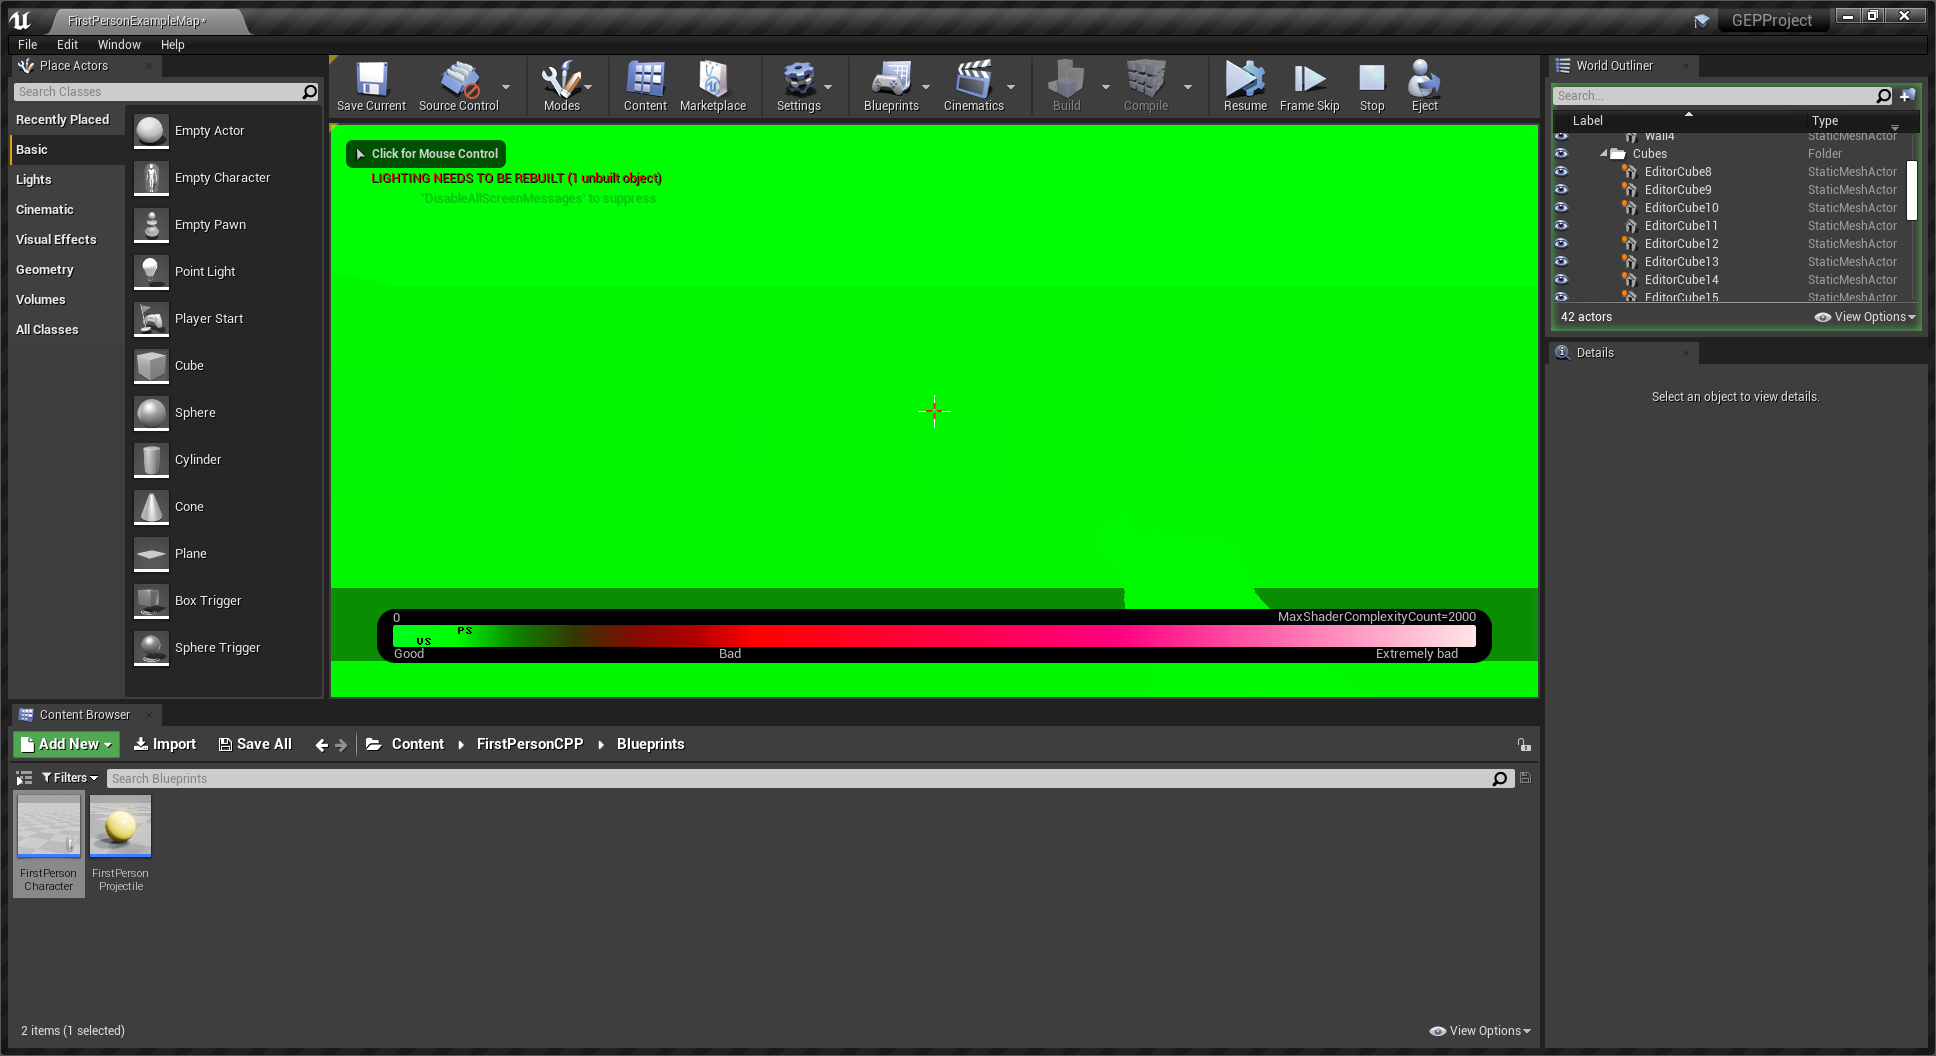 FirstPersonExampleMap*
GEPProject
File Edit Window Help
Place Actors
Search Classes
Recently Placed
Basic
Lights
Cinematic
Visual Effects
Geometry
Volumes
All Classes
Empty Actor
Empty Character
Empty Pawn
Point Light
Player Start
Cube
Sphere
Cylinder
Cone
Plane
Box Trigger
Sphere Trigger
Save Current Source Control Modes Content Marketplace Settings Blueprints Cinematics Build Compile Resume Frame Skip Stop Eject
Click for Mouse Control
LIGHTING NEEDS TO BE REBUILT (1 unbuilt object)
'DisableAllScreenMessages' to suppress
0 MaxShaderComplexityCount=2000
PS
VS
Good Bad Extremely bad
World Outliner
Search...
Label Type
Wall4 StaticMeshActor
Cubes Folder
EditorCube8 StaticMeshActor
EditorCube9 StaticMeshActor
EditorCube10 StaticMeshActor
EditorCube11 StaticMeshActor
EditorCube12 StaticMeshActor
EditorCube13 StaticMeshActor
EditorCube14 StaticMeshActor
EditorCube15 StaticMeshActor
42 actors View Options
Details
Select an object to view details.
Content Browser
Add New Import Save All Content FirstPersonCPP Blueprints
Filters Search Blueprints
FirstPerson
Character
FirstPerson
Projectile
2 items (1 selected) View Options